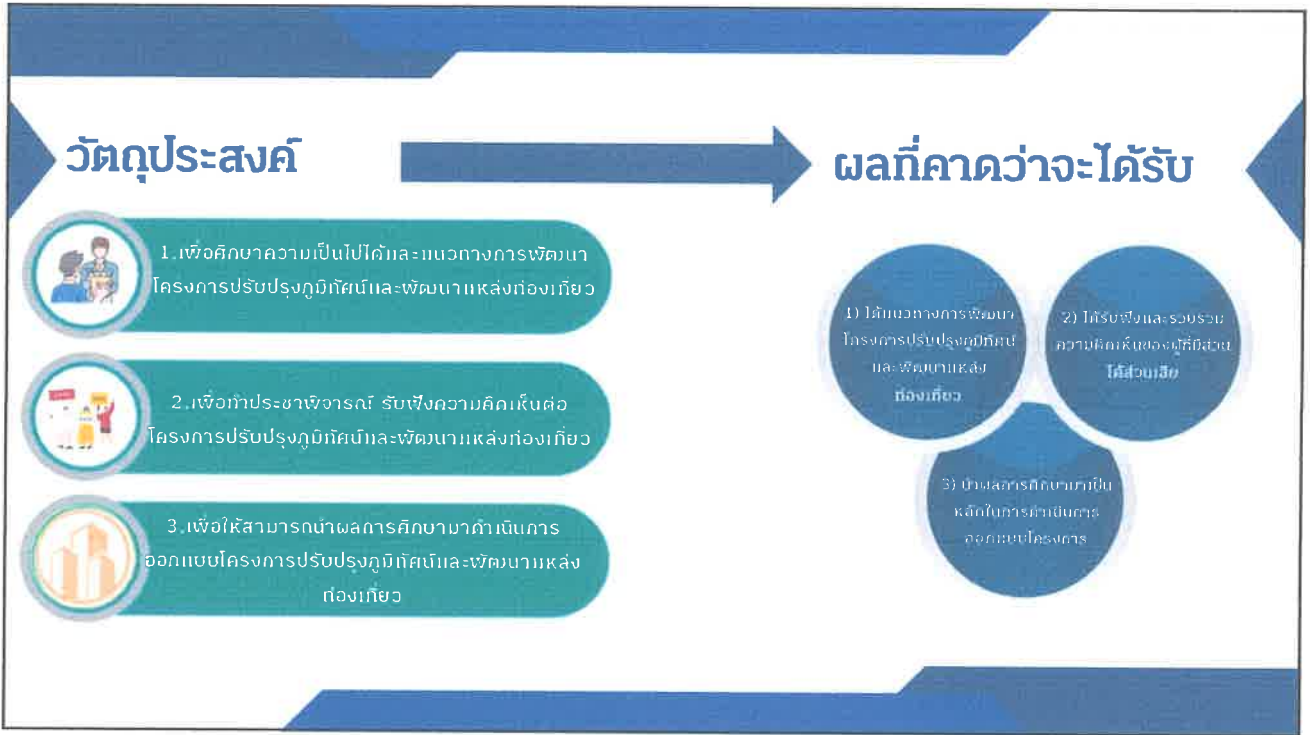 วัตถุประสงค์
1.เพื่อศึกษาความเป็นไปได้และแนวทางการพัฒนา
โครงการปรับปรุงภูมิทัศน์และพัฒนาแหล่งท่องเที่ยว
2.เพื่อทำประชาพิจารณ์ รับฟังความคิดเห็นต่อ
โครงการปรับปรุงภูมิทัศน์และพัฒนาแหล่งท่องเที่ยว
3.เพื่อให้สามารถนำผลการศึกษามาดำเนินการ
ออกแบบโครงการปรับปรุงภูมิทัศน์และพัฒนาแหล่ง
ท่องเที่ยว
ผลที่คาดว่าจะได้รับ
1) ได้แนวทางการพัฒนา
โครงการปรับปรุงภูมิทัศน์
และพัฒนาแหล่ง
ท่องเที่ยว
2) ได้รับฟังและรวบรวม
ความคิดเห็นของผู้ที่มีส่วน
ได้ส่วนเสีย
3) นำผลการศึกษามาเป็น
หลักในการดำเนินการ
ออกแบบโครงการ